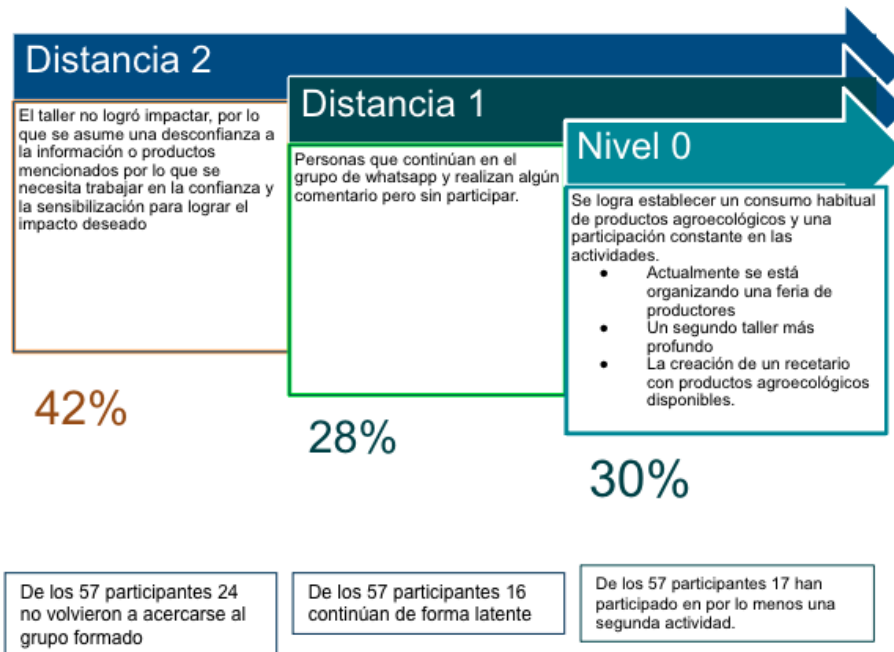 Distancia 2
El taller no logró impactar, por lo
que se asume una desconfianza a
la información o productos
mencionados por lo que se
necesita trabajar en la confianza y
la sensibilización para lograr el
impacto deseado
42%
Distancia 1
Personas que continúan en el
grupo de whatsapp y realizan algún
comentario pero sin participar.
28%
Nivel 0
Se logra establecer un consumo habitual
de productos agroecológicos y una
participación constante en las
actividades.
● Actualmente se está
organizando una feria de
productores
● Un segundo taller más
profundo
● La creación de un recetario
con productos agroecológicos
disponibles.
30%
De los 57 participantes 24
no volvieron a acercarse al
grupo formado
De los 57 participantes 16
continúan de forma latente
De los 57 participantes 17 han
participado en por lo menos una
segunda actividad.